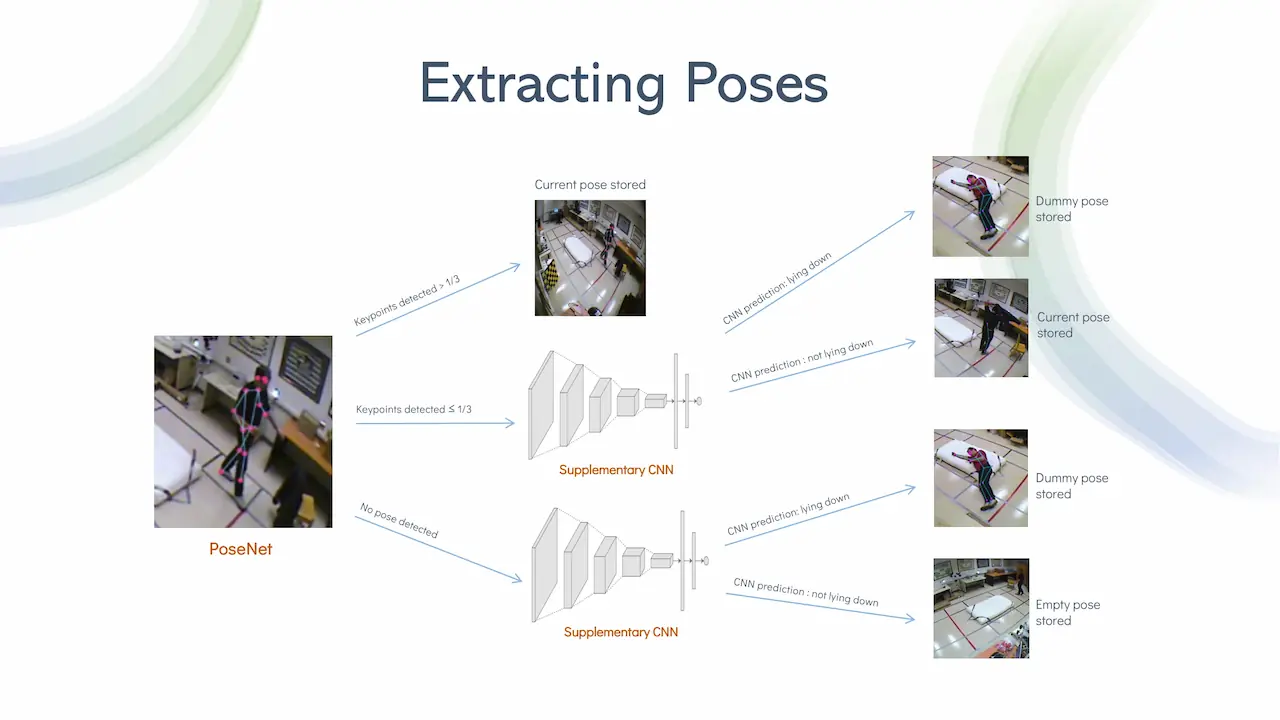 Extracting Poses
Current pose stored
Keypoints detected > 1/3
Keypoints detected ≤ 1/3
No pose detected
PoseNet
Supplementary CNN
Supplementary CNN
CNN prediction: lying down
CNN prediction : not lying down
CNN prediction: lying down
CNN prediction : not lying down
Dummy pose
stored
Current pose
stored
Dummy pose
stored
Empty pose
stored